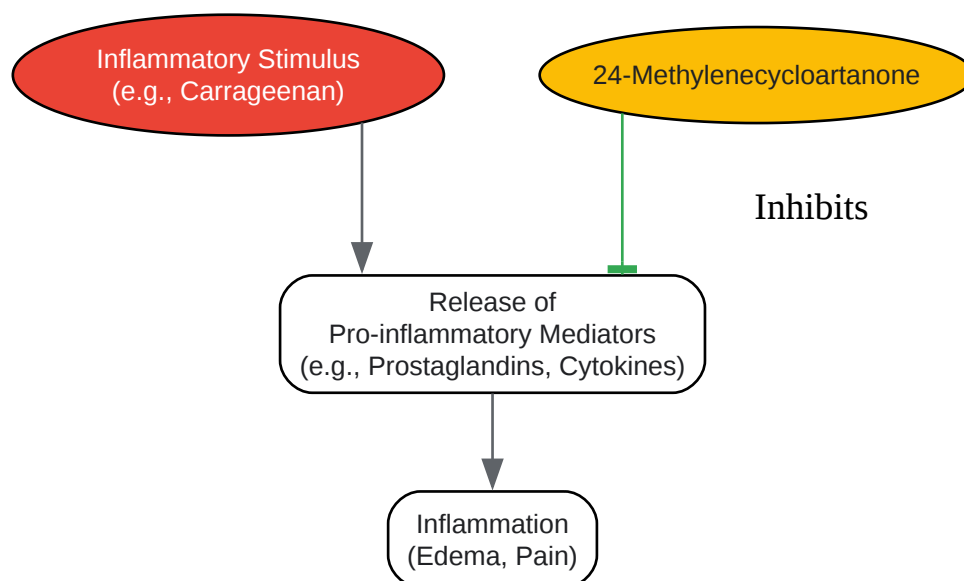 Inflammatory Stimulus
(e.g., Carrageenan)
24-Methylenecycloartanone
Inhibits
Release of
Pro-inflammatory Mediators
(e.g., Prostaglandins, Cytokines)
Inflammation
(Edema, Pain)